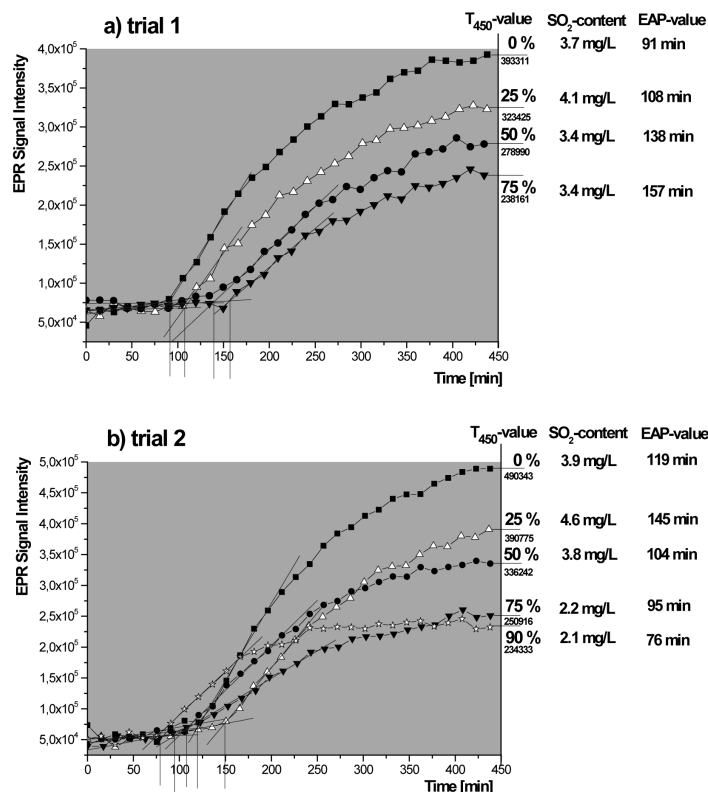 T450-value SO2-content EAP-value
a) trial 1
0 % 3.7 mg/L 91 min
393311
25 % 4.1 mg/L 108 min
323425
50 % 3.4 mg/L 138 min
278990
75 % 3.4 mg/L 157 min
238161
EPR Signal Intensity
4,0x10^5
3,5x10^5
3,0x10^5
2,5x10^5
2,0x10^5
1,5x10^5
1,0x10^5
5,0x10^4
0 50 100 150 200 250 300 350 400 450
Time [min]
b) trial 2
T450-value SO2-content EAP-value
0 % 3.9 mg/L 119 min
490343
25 % 4.6 mg/L 145 min
390775
50 % 3.8 mg/L 104 min
336242
75 % 2.2 mg/L 95 min
250916
90 % 2.1 mg/L 76 min
234333
EPR Signal Intensity
5,0x10^5
4,5x10^5
4,0x10^5
3,5x10^5
3,0x10^5
2,5x10^5
2,0x10^5
1,5x10^5
1,0x10^5
5,0x10^4
0 50 100 150 200 250 300 350 400 450
Time [min]